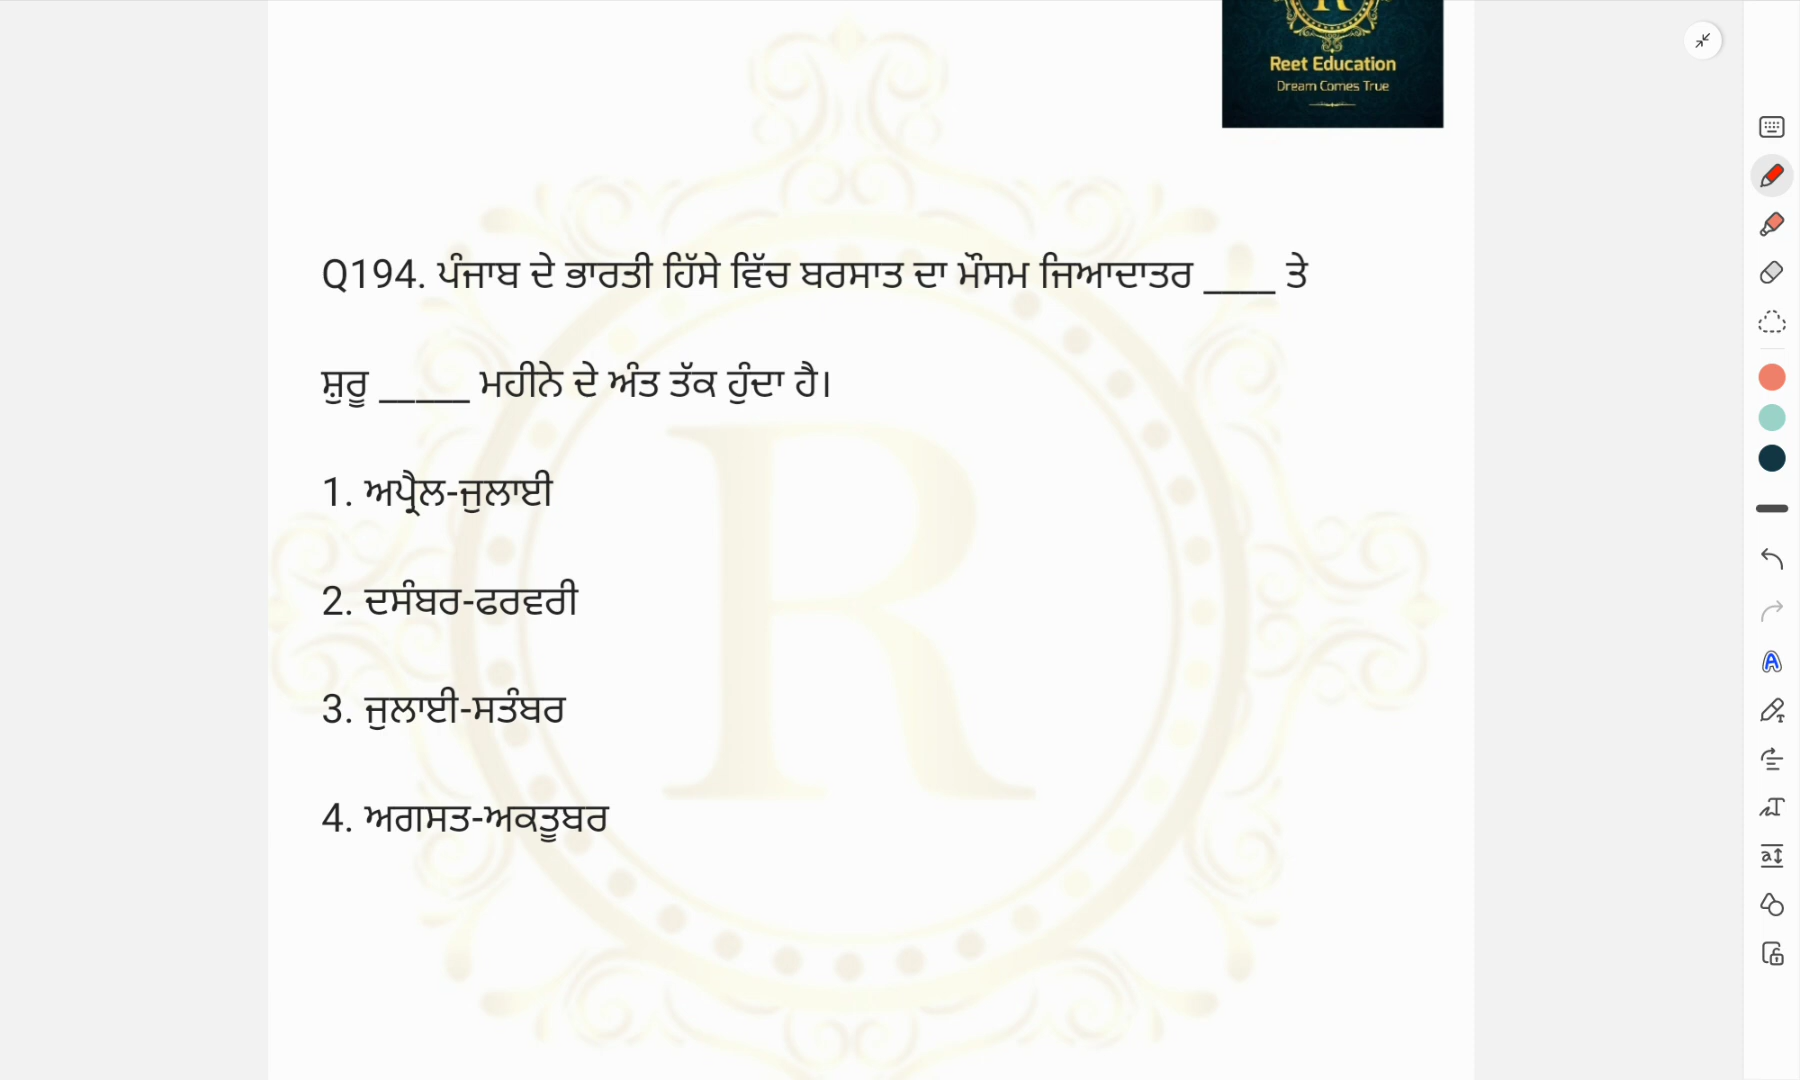 Reet Education
Dream Comes True
Q194. ਪੰਜਾਬ ਦੇ ਭਾਰਤੀ ਹਿੱਸੇ ਵਿੱਚ ਬਰਸਾਤ ਦਾ ਮੌਸਮ ਜਿਆਦਾਤਰ ____ ਤੇ
ਸ਼ੁਰੂ _____ ਮਹੀਨੇ ਦੇ ਅੰਤ ਤੱਕ ਹੁੰਦਾ ਹੈ।
1. ਅਪ੍ਰੈਲ-ਜੁਲਾਈ
2. ਦਸੰਬਰ-ਫਰਵਰੀ
3. ਜੁਲਾਈ-ਸਤੰਬਰ
4. ਅਗਸਤ-ਅਕਤੂਬਰ